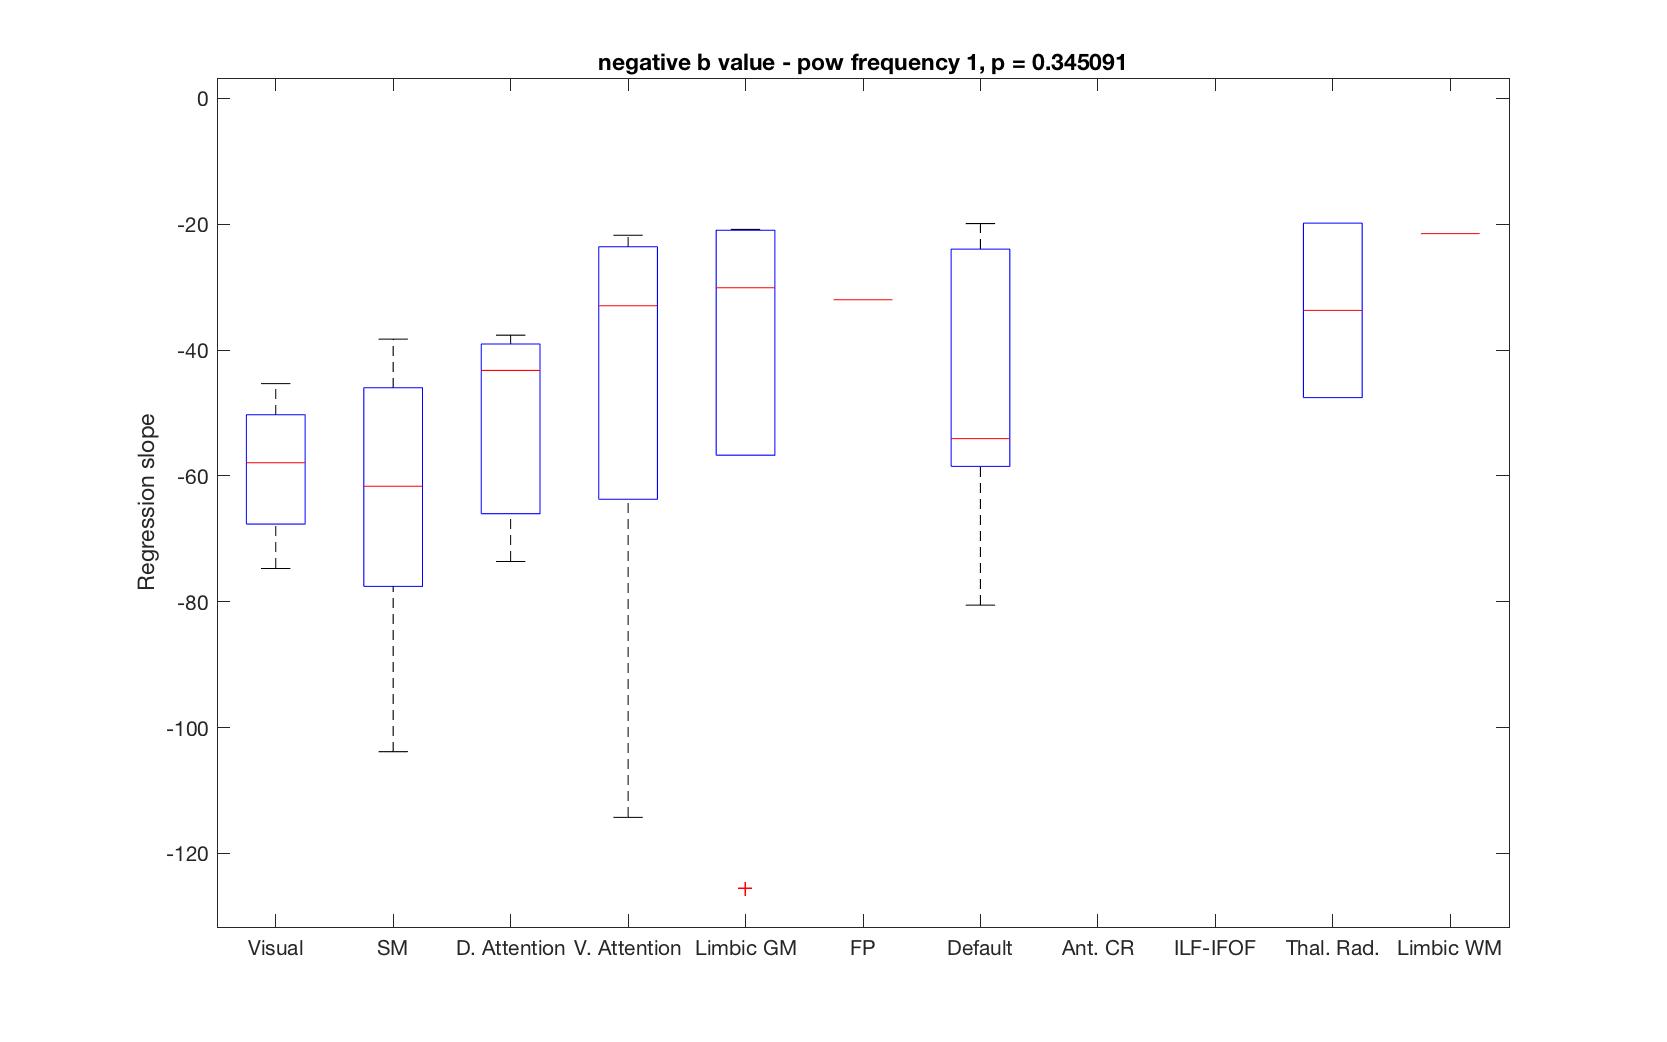 negative b value - pow frequency 1, p = 0.345091
0
-20
-40
-60
-80
-100
-120
Regression slope
Visual SM D. Attention V. Attention Limbic GM FP Default Ant. CR ILF-IFOF Thal. Rad. Limbic WM